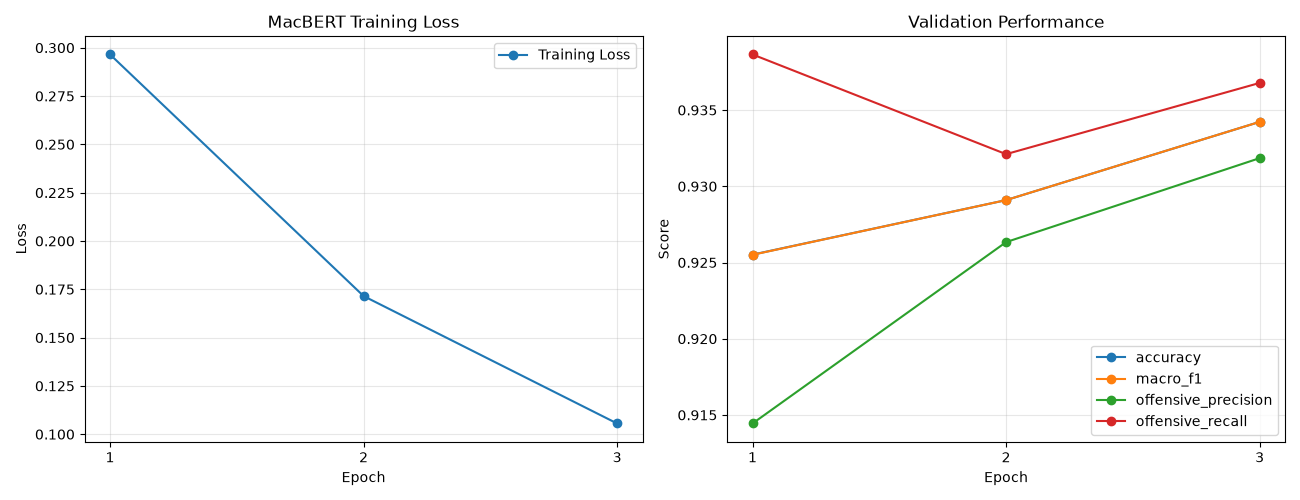 MacBERT Training Loss
0.300
0.275
0.250
0.225
0.200
0.175
0.150
0.125
0.100
Loss
1
2
3
Epoch
Training Loss
Validation Performance
0.935
0.930
0.925
0.920
0.915
Score
1
2
3
Epoch
accuracy
macro_f1
offensive_precision
offensive_recall